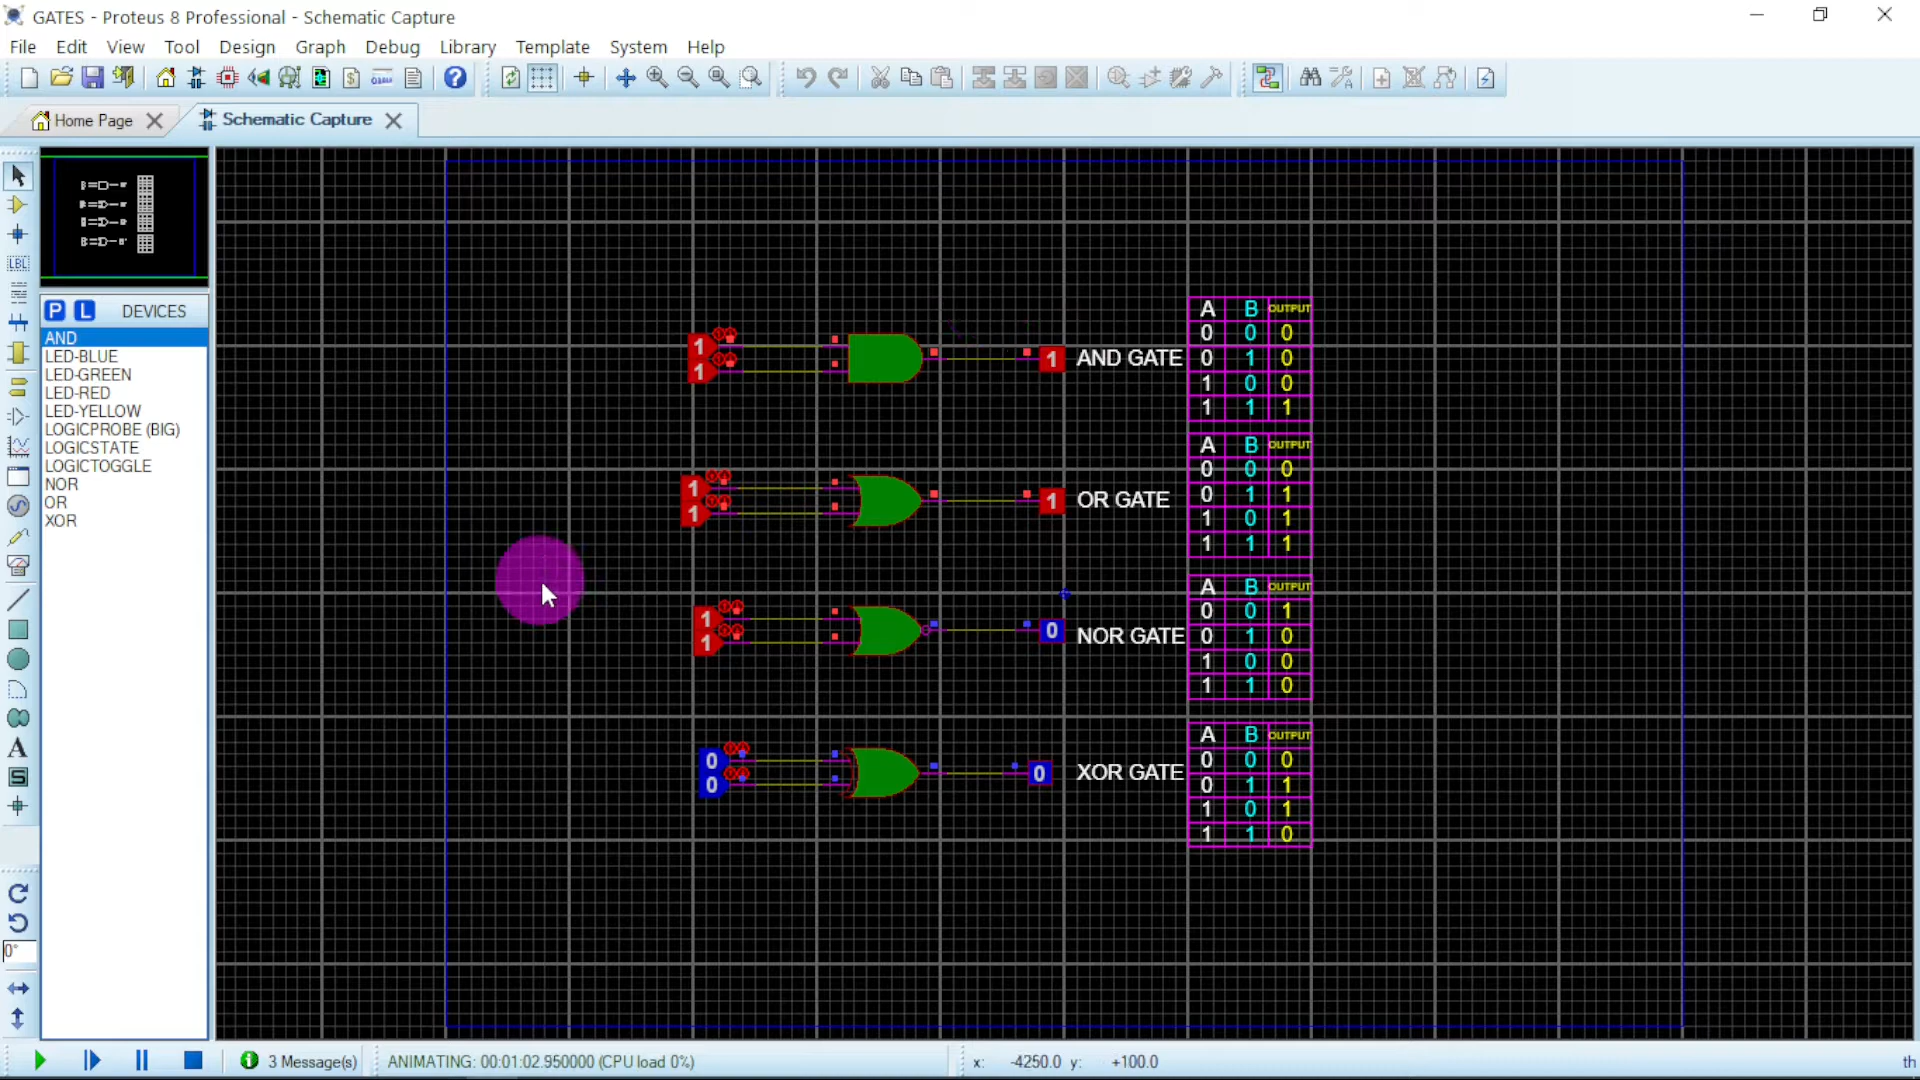 GATES - Proteus 8 Professional - Schematic Capture
File Edit View Tool Design Graph Debug Library Template System Help
Home Page
Schematic Capture
P L DEVICES
AND
LED-BLUE
LED-GREEN
LED-RED
LED-YELLOW
LOGICPROBE (BIG)
LOGICSTATE
LOGICTOGGLE
NOR
OR
XOR
LBL
A
S
0°
1
1
1 AND GATE
A B OUTPUT
0 0 0
0 1 0
1 0 0
1 1 1
1
1
1 OR GATE
A B OUTPUT
0 0 0
0 1 1
1 0 1
1 1 1
1
1
0 NOR GATE
A B OUTPUT
0 0 1
0 1 0
1 0 0
1 1 0
0
0
0 XOR GATE
A B OUTPUT
0 0 0
0 1 1
1 0 1
1 1 0
3 Message(s) ANIMATING: 00:01:02.950000 (CPU load 0%) x: -4250.0 y: +100.0 th